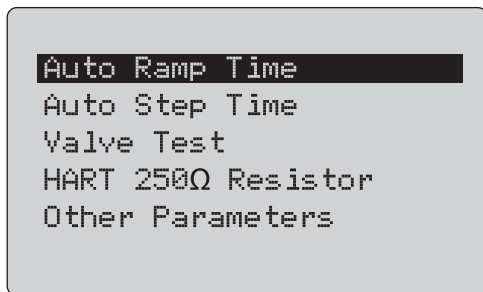 Auto Ramp Time
Auto Step Time
Valve Test
HART 250Ω Resistor
Other Parameters